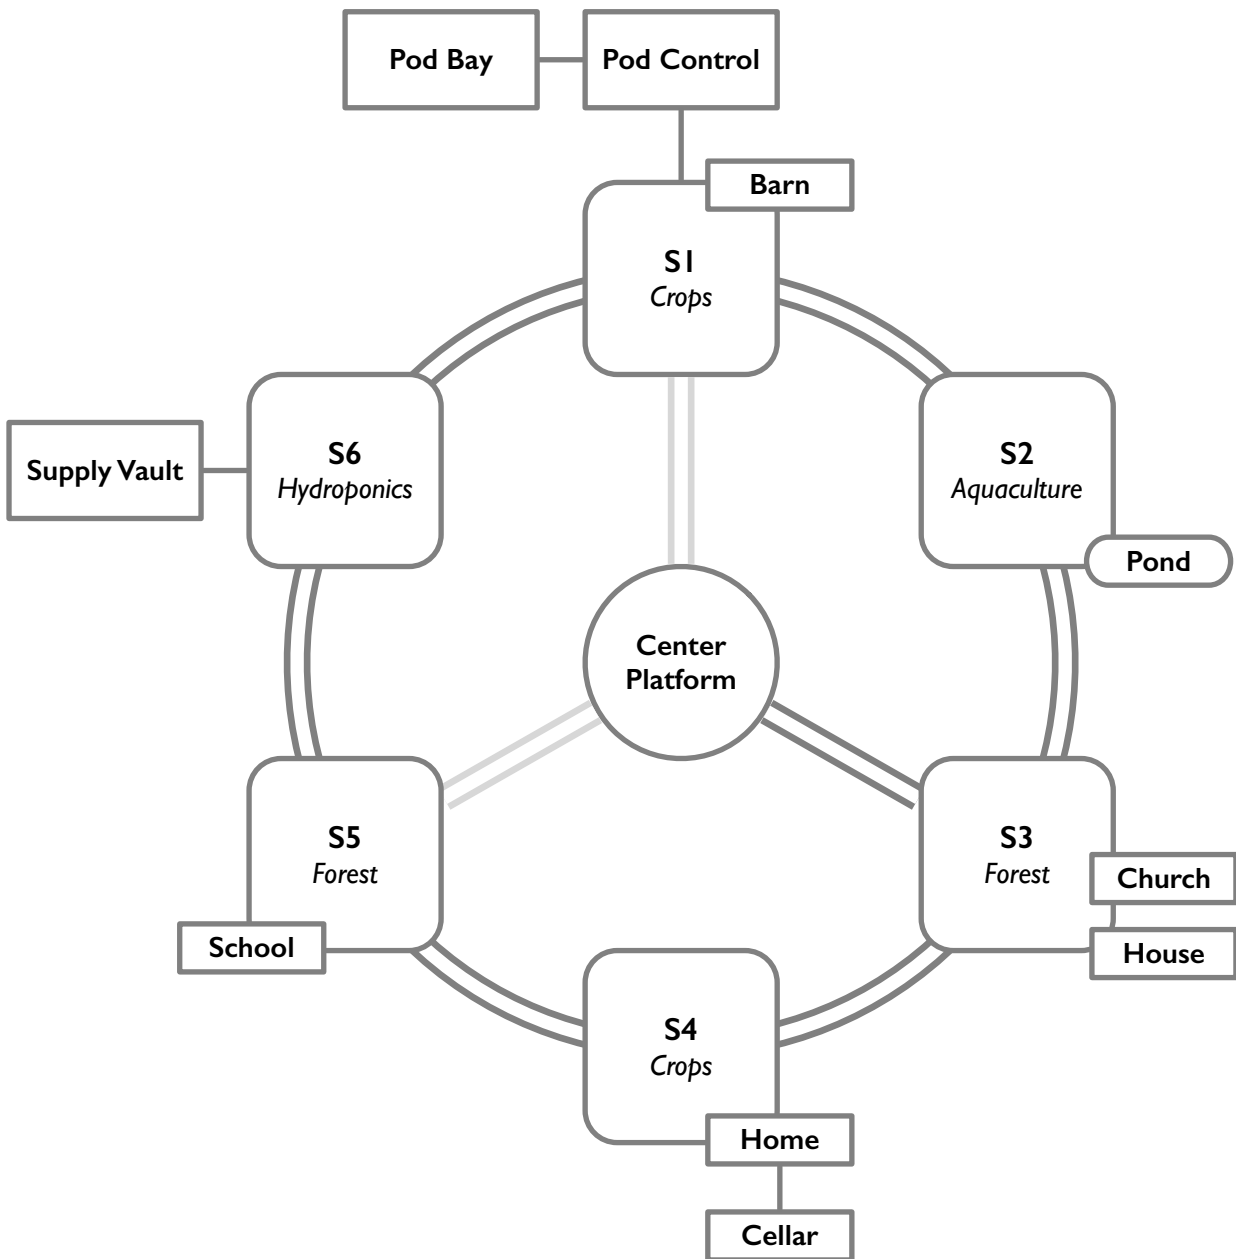 Pod Bay
Pod Control
Barn
S1
Crops
S6
Hydroponics
Supply Vault
S2
Aquaculture
Pond
Center
Platform
S5
Forest
School
S3
Forest
Church
House
S4
Crops
Home
Cellar